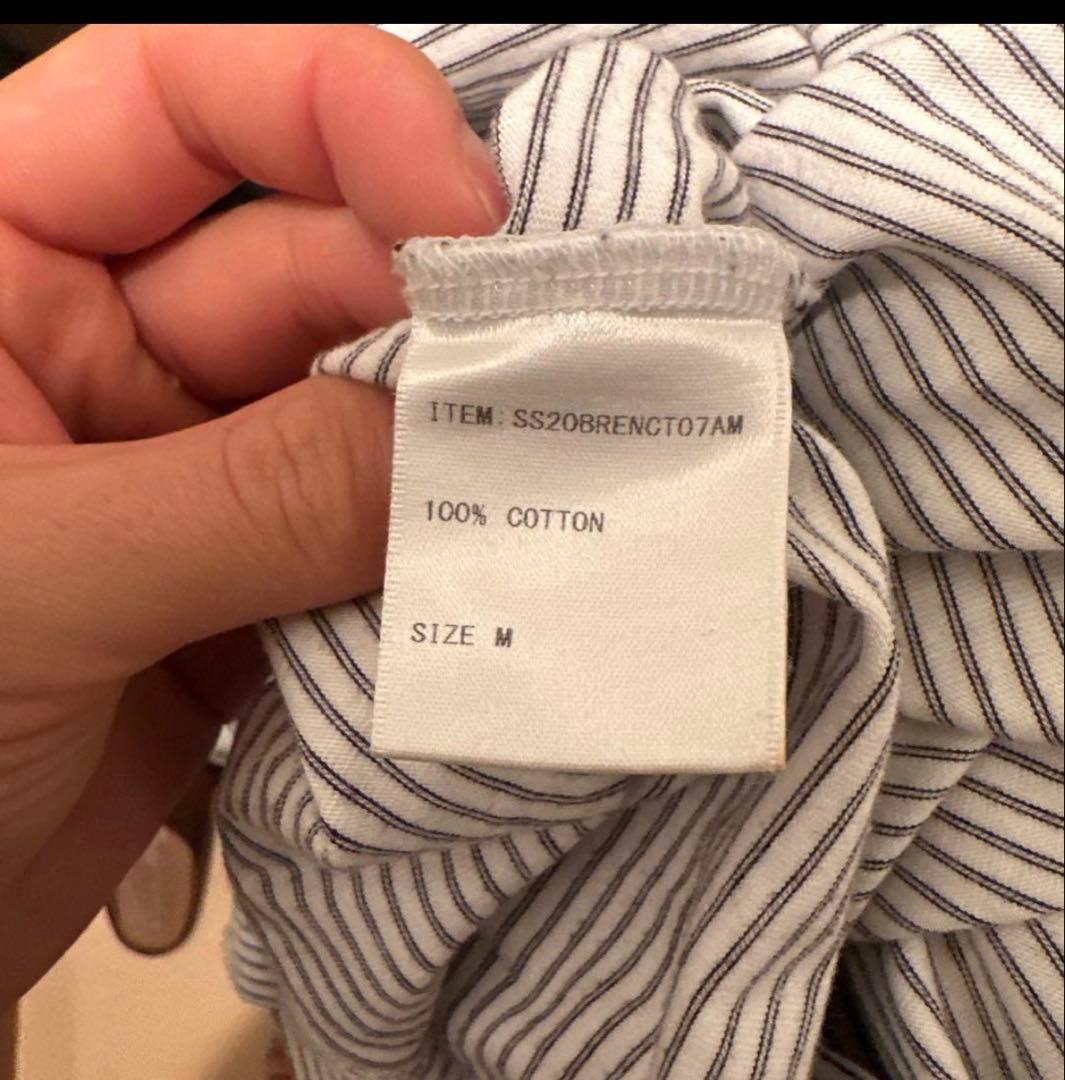 ITEM: SS20BRENCT07AM
100% COTTON
SIZE M